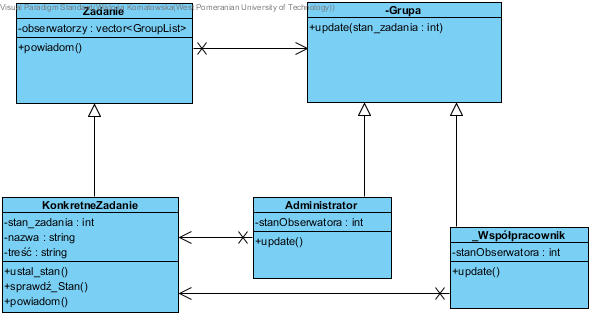 Visual Paradigm Standard(Wiktoria Komatowska(West Pomeranian University of Technology))
Zadanie
-obserwatorzy : vector<GroupList>
+powiadom()
-Grupa
+update(stan_zadania : int)
KonkretneZadanie
-stan_zadania : int
-nazwa : string
-treść : string
+ustal_stan()
+sprawdź_Stan()
+powiadom()
Administrator
-stanObserwatora : int
+update()
_Współpracownik
-stanObserwatora : int
+update()